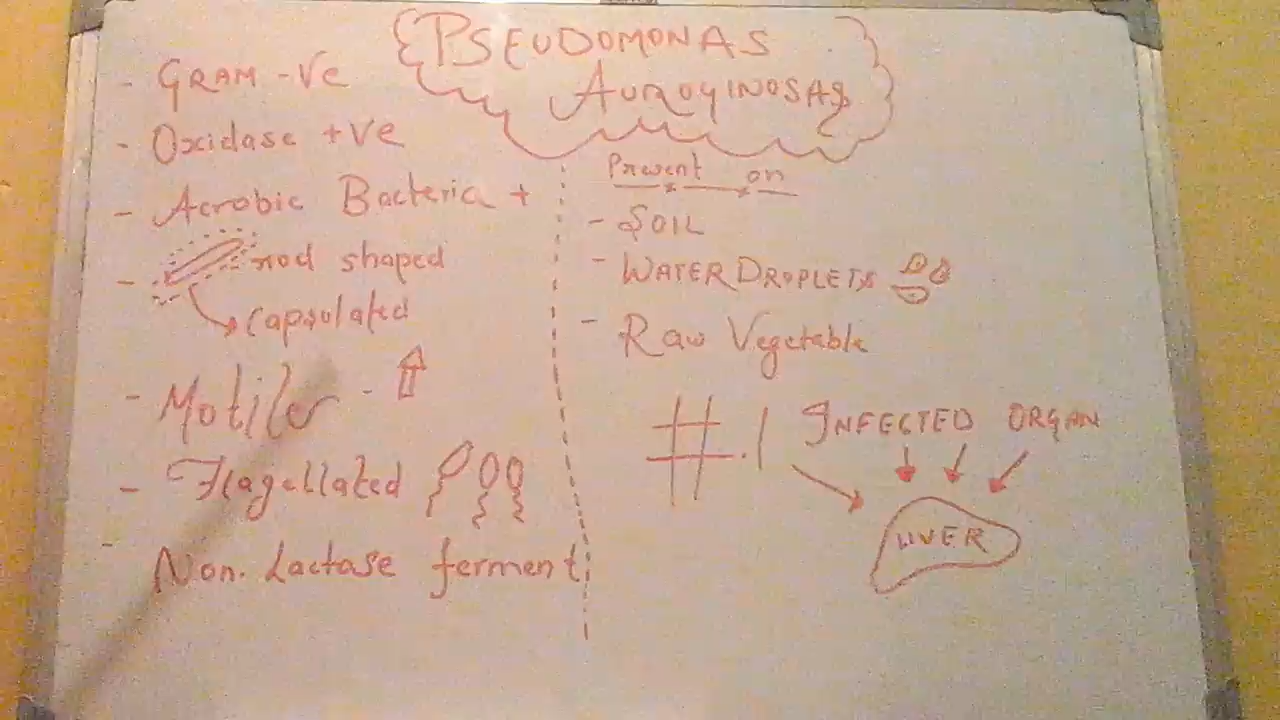 PSEUDOMONAS
AUROGINOSAS
- GRAM -Ve
- Oxidase +Ve
- Aerobic Bacteria +
- rod shaped
capsulated
- Motile -
- Flagellated
- Non. Lactase ferment
Present on
- SOIL
- WATER DROPLETS
- Raw Vegetable
#.1 INFECTED ORGAN
LIVER